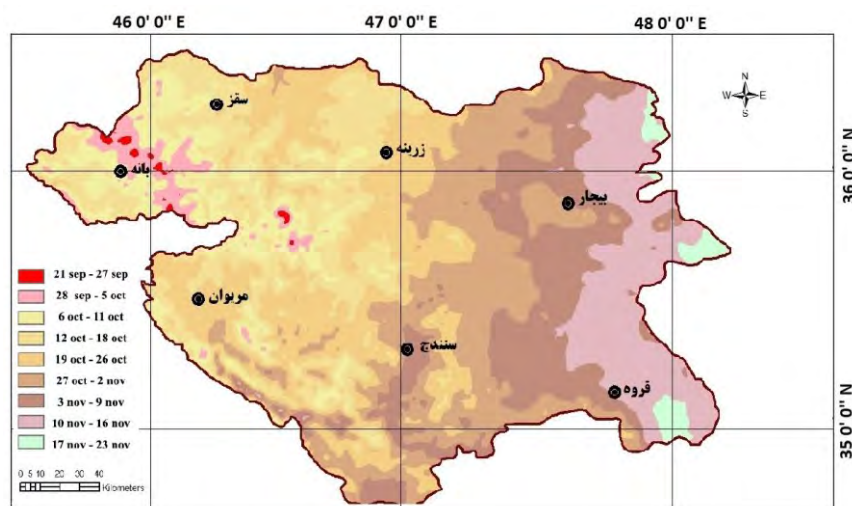 46 0' 0'' E
47 0' 0'' E
48 0' 0'' E
N
W E
S
سقز
زرینه
بانه
36 0' 0'' N
بیجار
21 sep - 27 sep
28 sep - 5 oct
6 oct - 11 oct
12 oct - 18 oct
19 oct - 26 oct
27 oct - 2 nov
3 nov - 9 nov
10 nov - 16 nov
17 nov - 23 nov
مریوان
سنندج
قروه
35 0' 0'' N
0 5 10 20 30 40
Kilometers